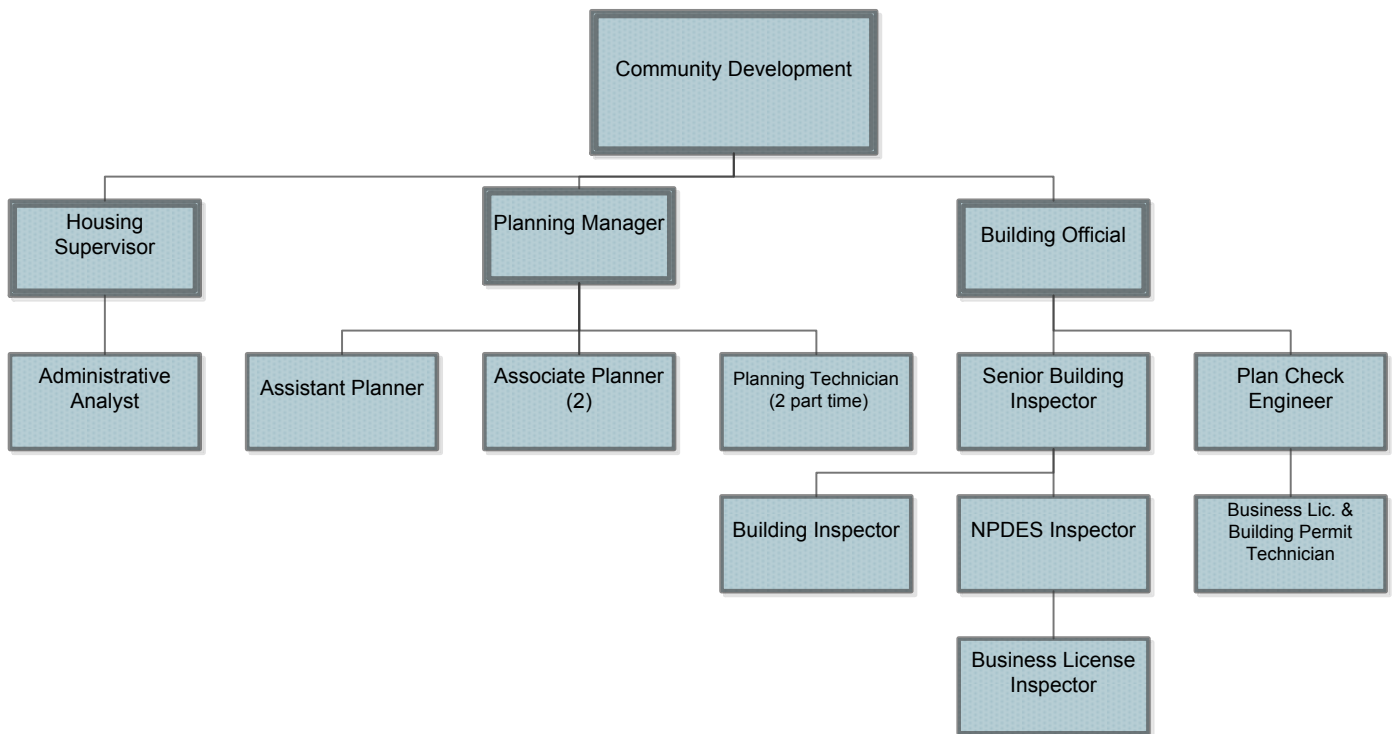 Community Development
Housing
Supervisor
Planning Manager
Building Official
Administrative
Analyst
Assistant Planner
Associate Planner
(2)
Planning Technician
(2 part time)
Senior Building
Inspector
Plan Check
Engineer
Building Inspector
NPDES Inspector
Business Lic. &
Building Permit
Technician
Business License
Inspector